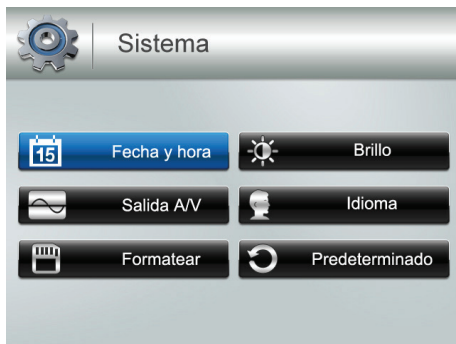 Sistema
15
Fecha y hora
Brillo
Salida A/V
Idioma
Formatear
Predeterminado